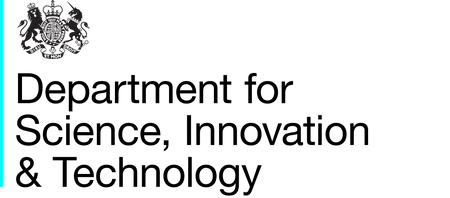 Department for
Science, Innovation
& Technology